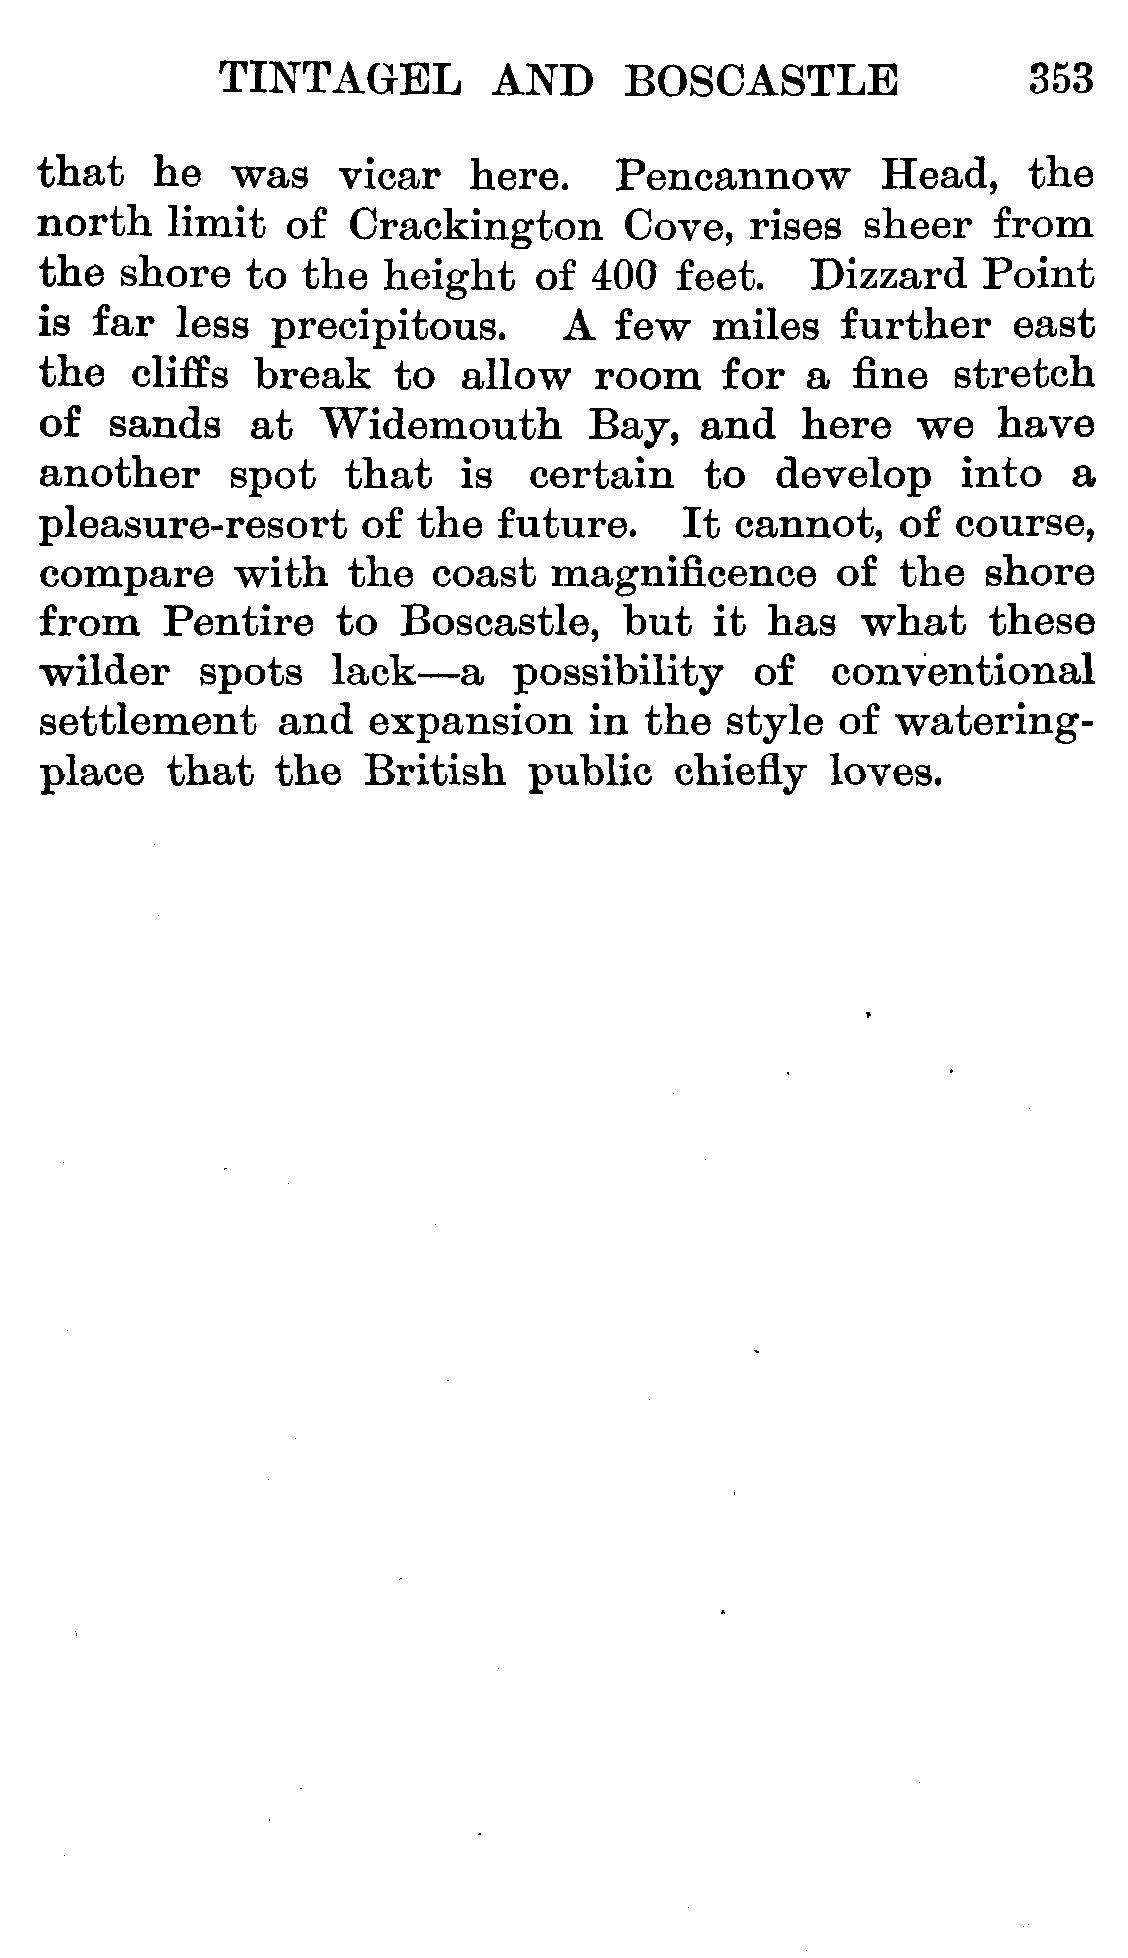 TINTAGEL AND BOSCASTLE 353
that he was vicar here. Pencannow Head, the
north limit of Crackington Cove, rises sheer from
the shore to the height of 400 feet. Dizzard Point
is far less precipitous. A few miles further east
the cliffs break to allow room for a fine stretch
of sands at Widemouth Bay, and here we have
another spot that is certain to develop into a
pleasure-resort of the future. It cannot, of course,
compare with the coast magnificence of the shore
from Pentire to Boscastle, but it has what these
wilder spots lack—a possibility of conventional
settlement and expansion in the style of watering-
place that the British public chiefly loves.